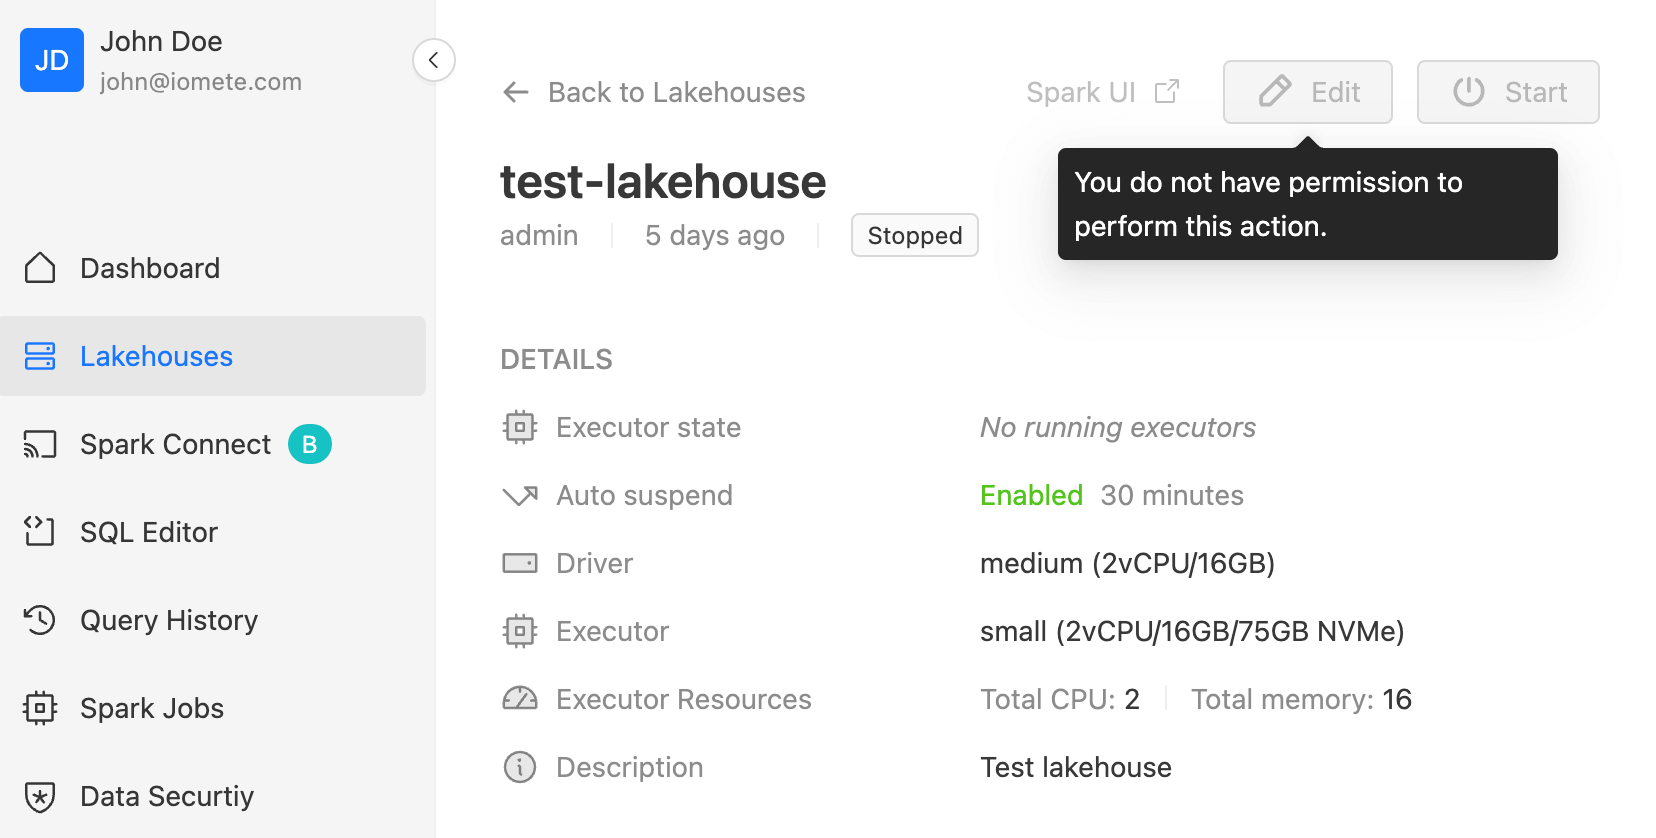 JD
John Doe
john@iomete.com
Dashboard
Lakehouses
Spark Connect B
SQL Editor
Query History
Spark Jobs
Data Securtiy
Back to Lakehouses
Spark UI
Edit
Start
You do not have permission to
perform this action.
test-lakehouse
admin 5 days ago Stopped
DETAILS
Executor state No running executors
Auto suspend Enabled 30 minutes
Driver medium (2vCPU/16GB)
Executor small (2vCPU/16GB/75GB NVMe)
Executor Resources Total CPU: 2 Total memory: 16
Description Test lakehouse